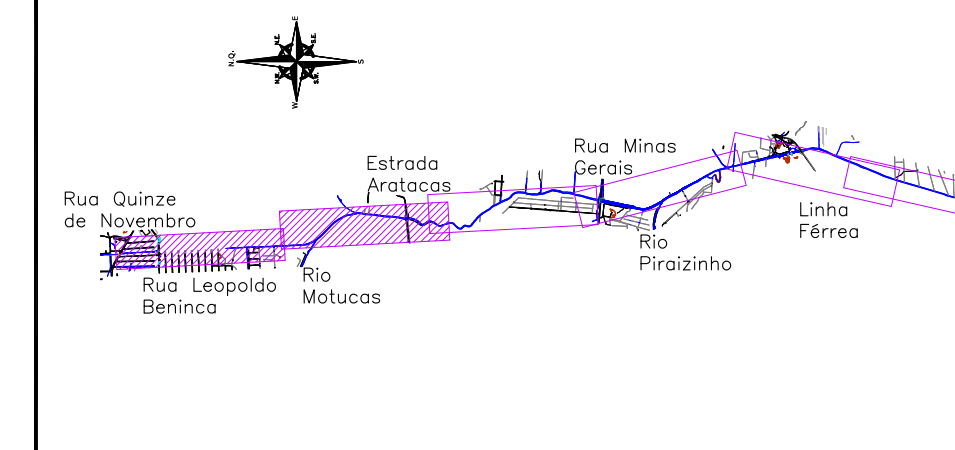 E
N.E.
S.E.
N.Q.
S
N.W.
S.W.
W
Rua Minas
Gerais
Estrada
Aratacas
Rua Quinze
de Novembro
Linha
Férrea
Rio
Piraizinho
Rio
Motucas
Rua Leopoldo
Beninca